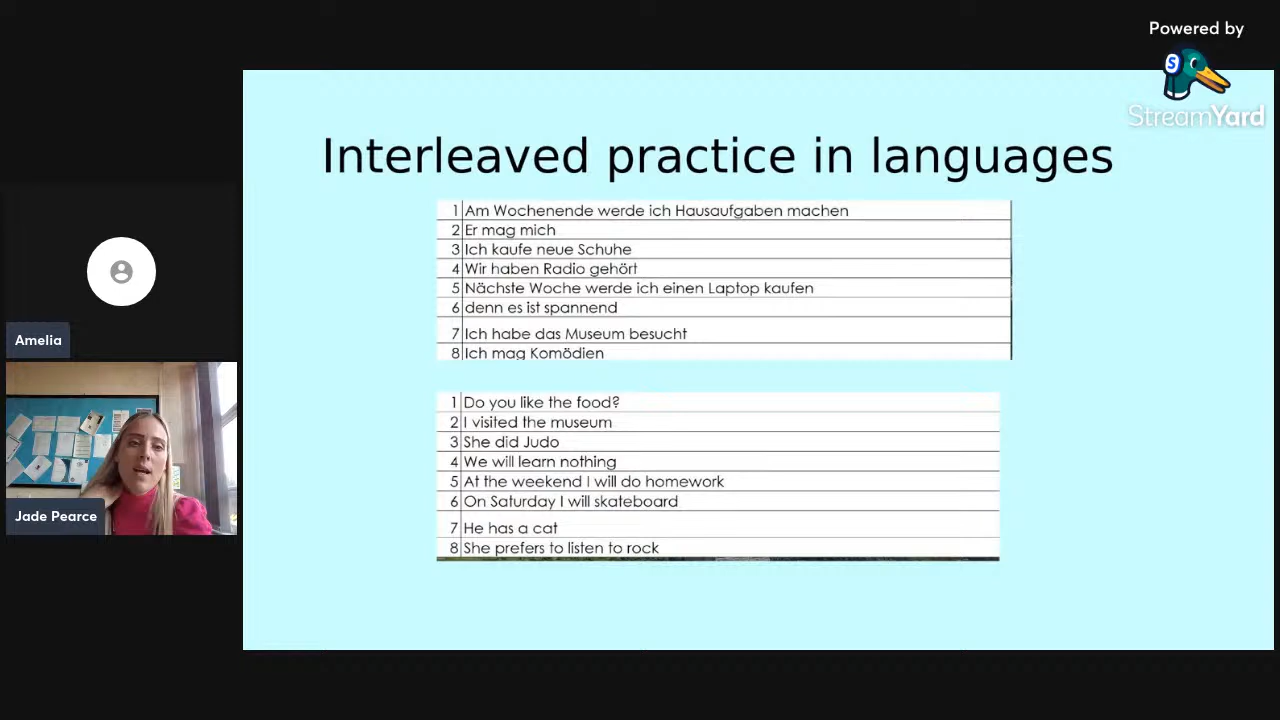 Powered by
StreamYard
Interleaved practice in languages
1 Am Wochenende werde ich Hausaufgaben machen
2 Er mag mich
3 Ich kaufe neue Schuhe
4 Wir haben Radio gehört
5 Nächste Woche werde ich einen Laptop kaufen
6 denn es ist spannend
7 Ich habe das Museum besucht
8 Ich mag Komödien
1 Do you like the food?
2 I visited the museum
3 She did Judo
4 We will learn nothing
5 At the weekend I will do homework
6 On Saturday I will skateboard
7 He has a cat
8 She prefers to listen to rock
Amelia
Jade Pearce